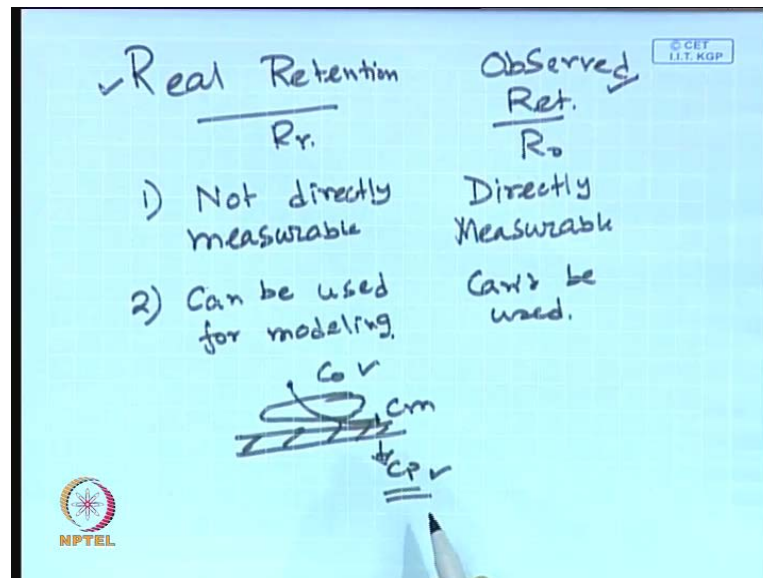 © CET
I.I.T. KGP
✓Real Retention
Rr.
Observed ✓
Ret.
Ro
1) Not directly measurable
Directly Measurable
2) Can be used for modeling.
Can't be used.
Co ✓
Cm
Cp ✓
NPTEL